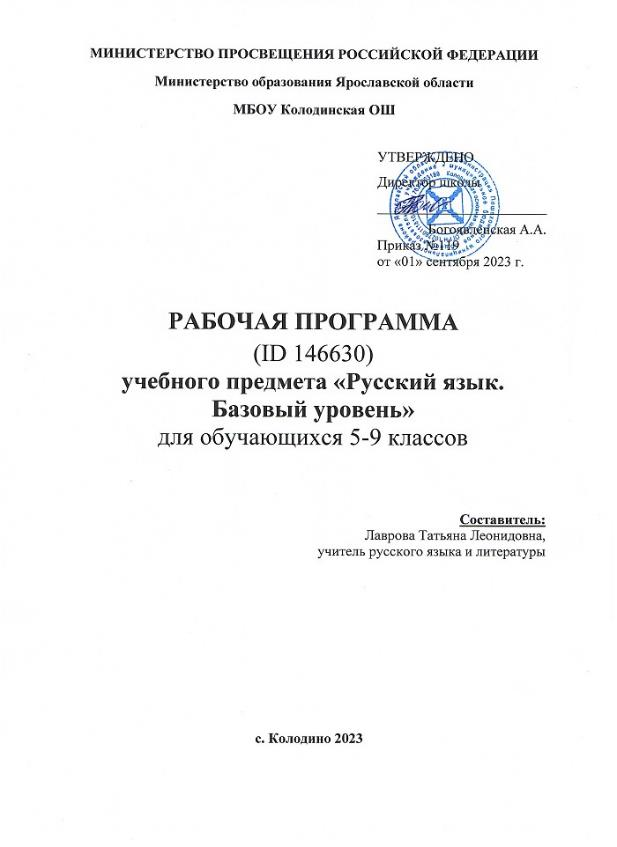 МИНИСТЕРСТВО ПРОСВЕЩЕНИЯ РОССИЙСКОЙ ФЕДЕРАЦИИ
Министерство образования Ярославской области
МБОУ Колодинская ОШ
УТВЕРЖДЕНО
Директор школы
Богоявленская А.А.
Приказ №119
от «01» сентября 2023 г.
РАБОЧАЯ ПРОГРАММА
(ID 146630)
учебного предмета «Русский язык.
Базовый уровень»
для обучающихся 5-9 классов
Составитель:
Лаврова Татьяна Леонидовна,
учитель русского языка и литературы
с. Колодино 2023